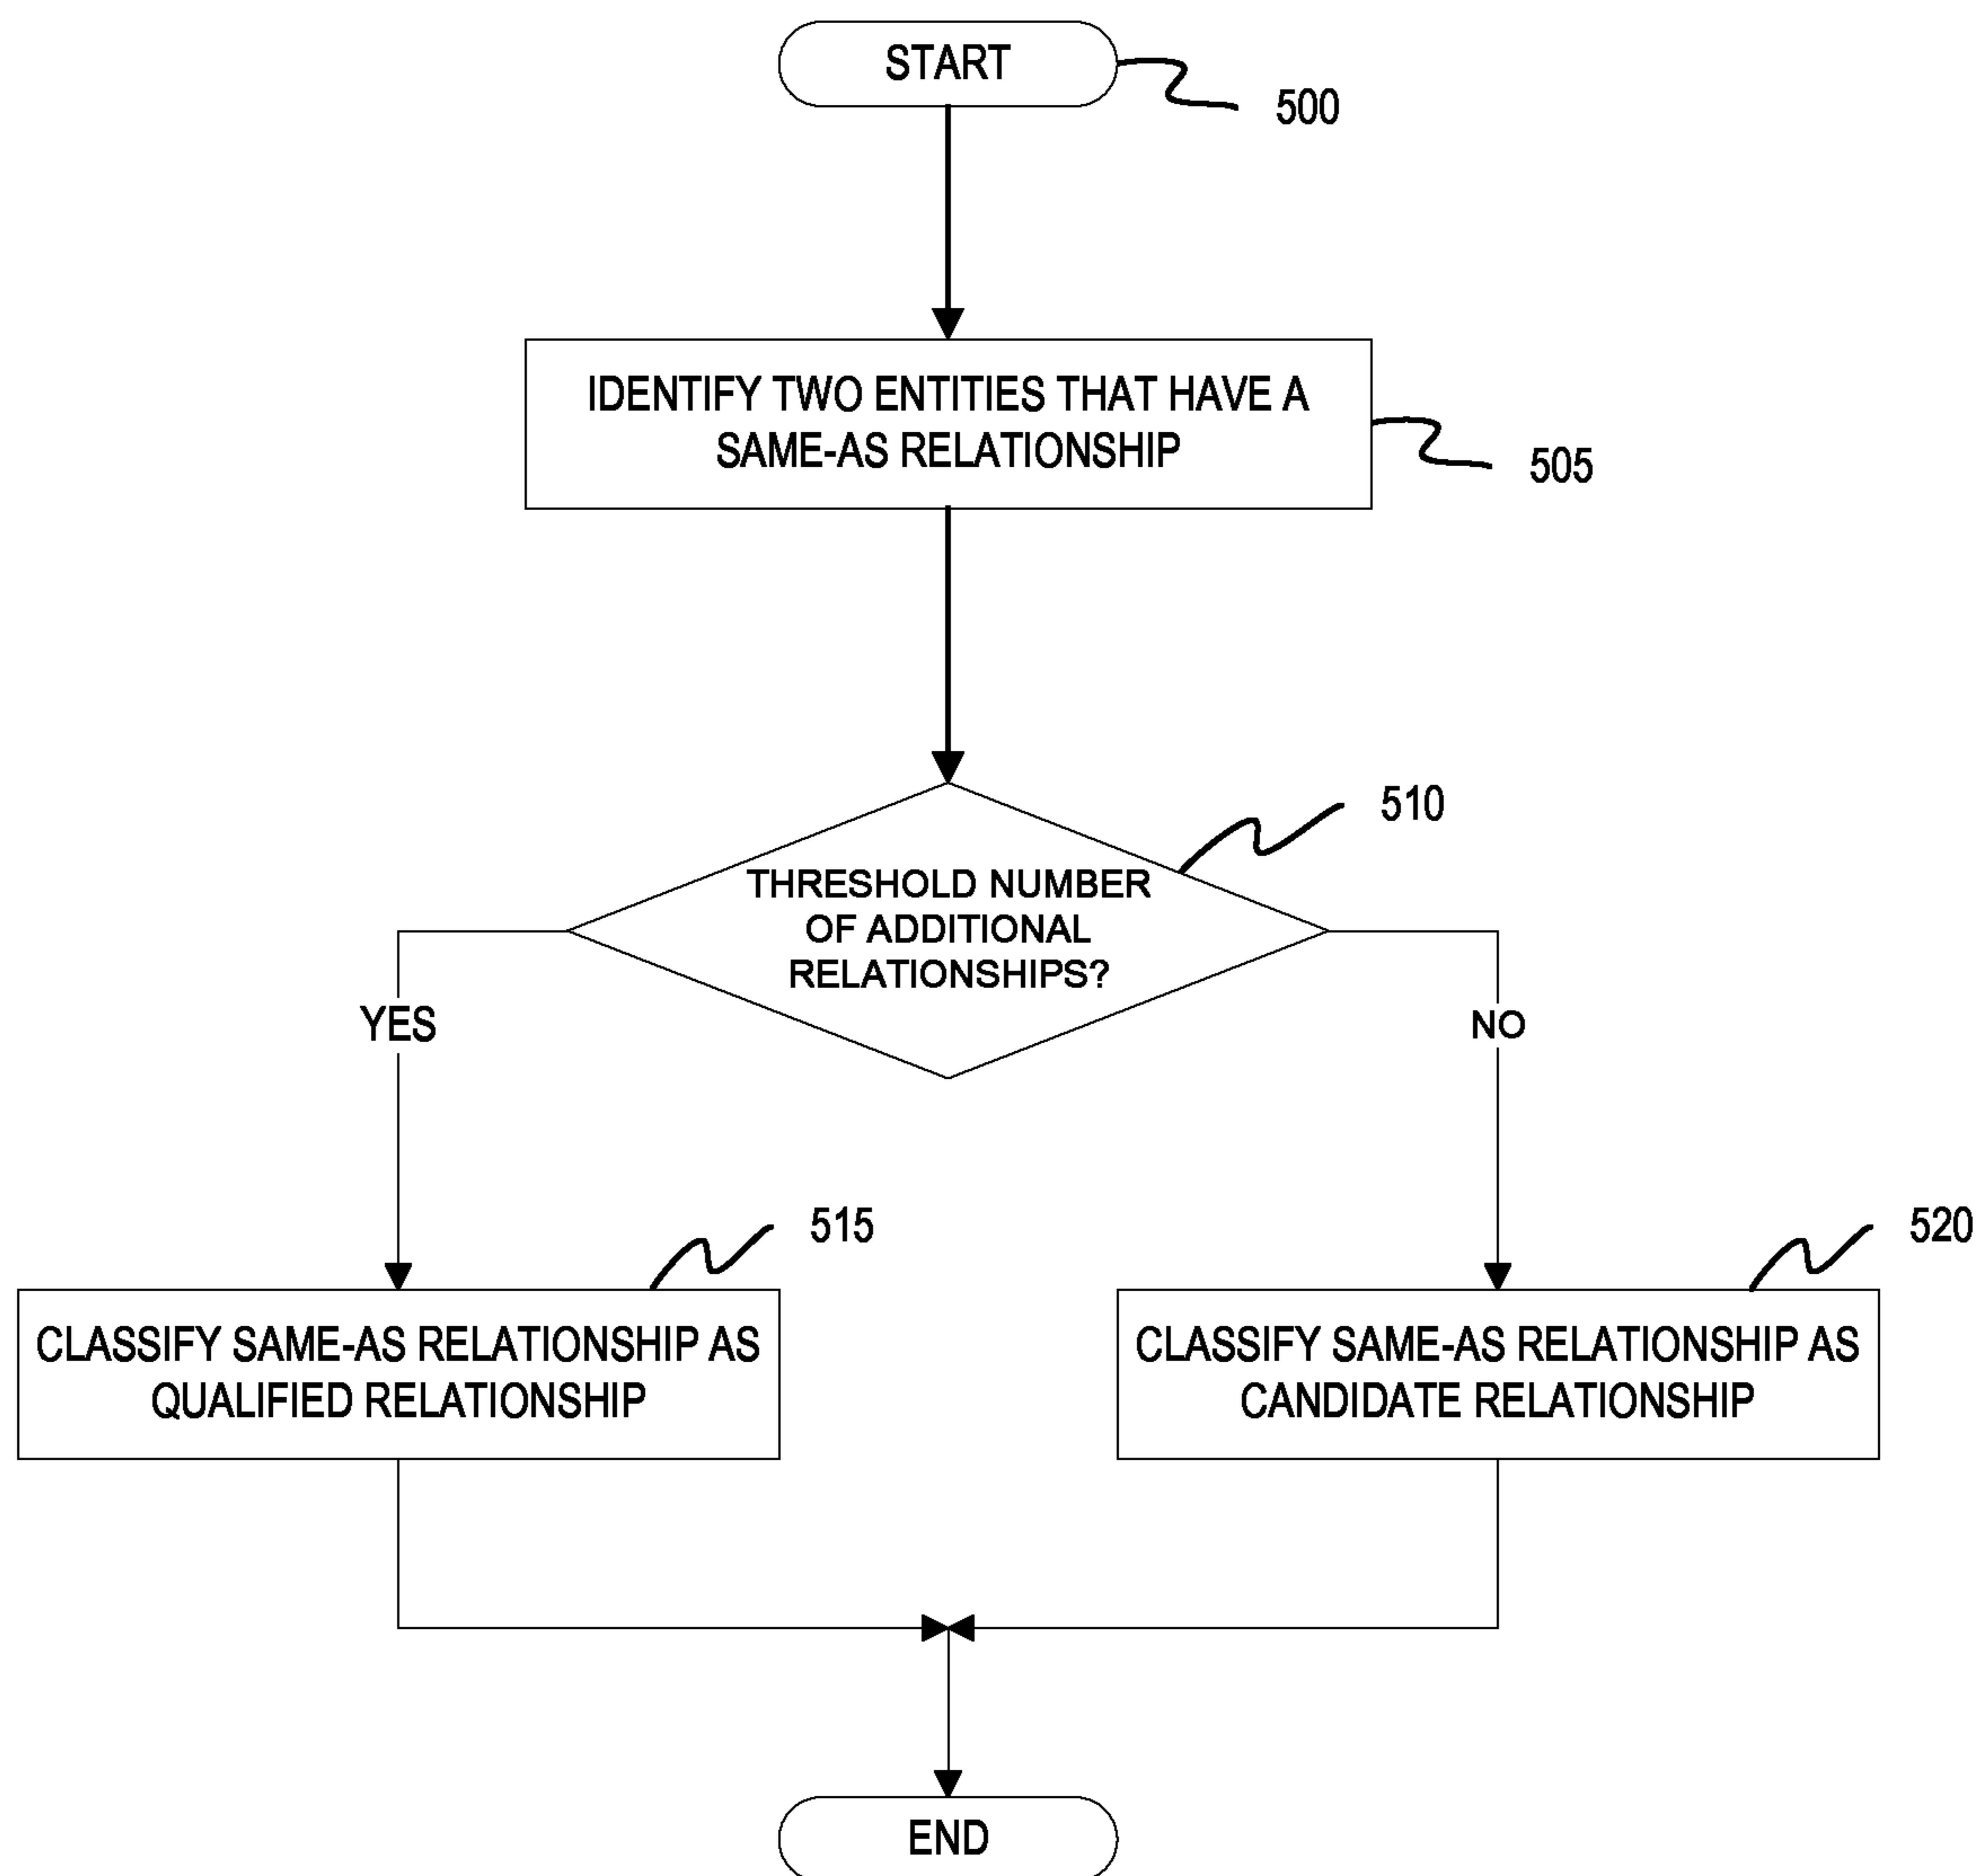 START
500
IDENTIFY TWO ENTITIES THAT HAVE A
SAME-AS RELATIONSHIP
505
510
THRESHOLD NUMBER
OF ADDITIONAL
RELATIONSHIPS?
YES
NO
515
520
CLASSIFY SAME-AS RELATIONSHIP AS
QUALIFIED RELATIONSHIP
CLASSIFY SAME-AS RELATIONSHIP AS
CANDIDATE RELATIONSHIP
END